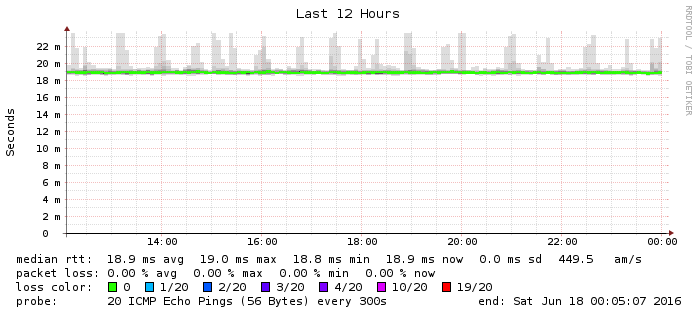 Last 12 Hours
RRDTOOL / TOBI OETIKER
Seconds
22 m
20 m
18 m
16 m
14 m
12 m
10 m
8 m
6 m
4 m
2 m
0
14:00 16:00 18:00 20:00 22:00 00:00
median rtt: 18.9 ms avg 19.0 ms max 18.8 ms min 18.9 ms now 0.0 ms sd 449.5 am/s
packet loss: 0.00 % avg 0.00 % max 0.00 % min 0.00 % now
loss color: 0 1/20 2/20 3/20 4/20 10/20 19/20
probe: 20 ICMP Echo Pings (56 Bytes) every 300s end: Sat Jun 18 00:05:07 2016